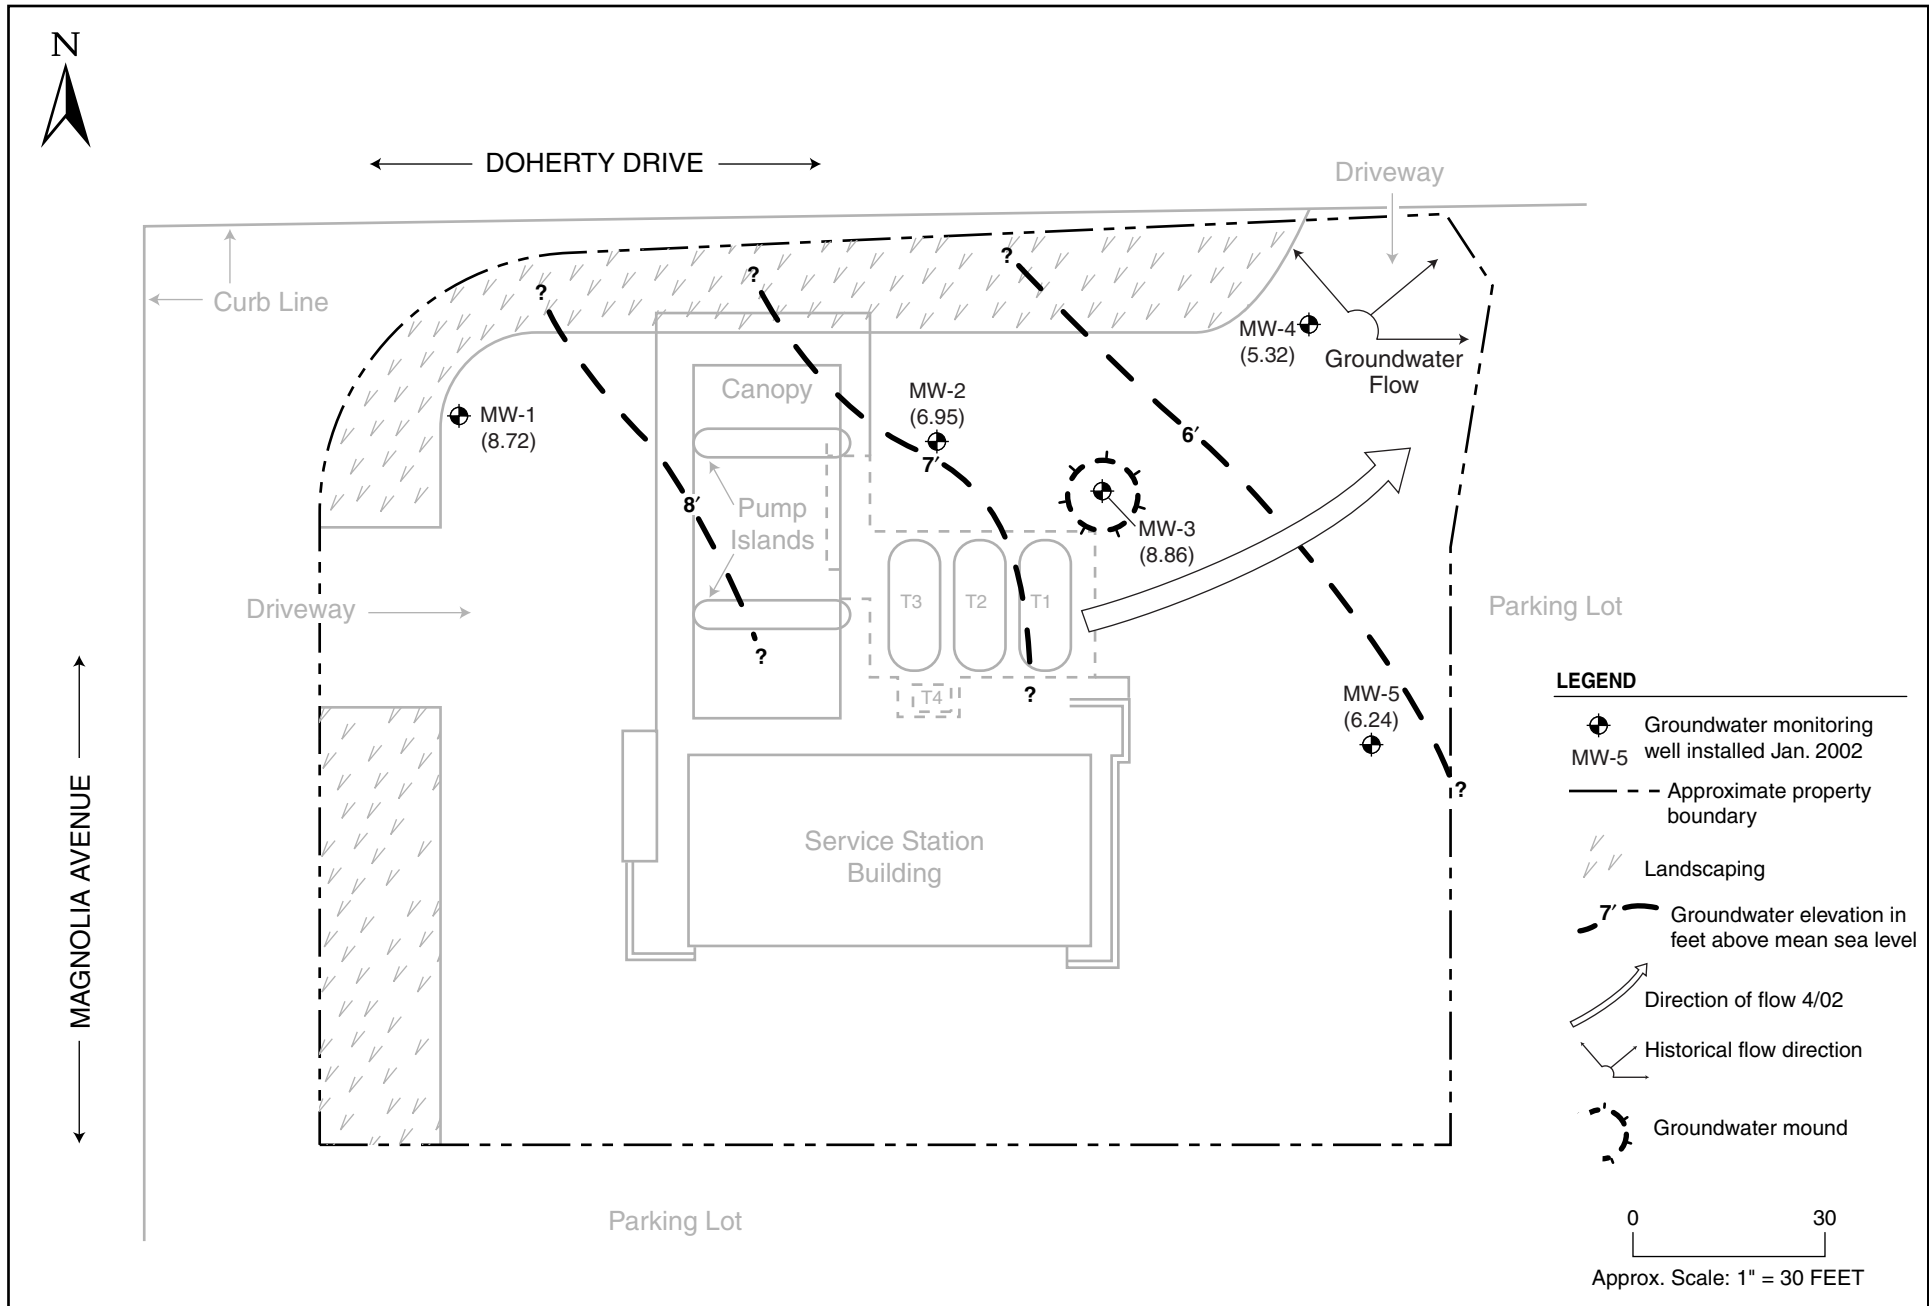 N
DOHERTY DRIVE
Driveway
Curb Line
?
?
?
MW-4
(5.32)
Groundwater
Flow
MW-1
(8.72)
Canopy
MW-2
(6.95)
6′
7′
8′
Pump
Islands
MW-3
(8.86)
Driveway
T3
T2
T1
Parking Lot
?
?
T4
MW-5
(6.24)
?
MAGNOLIA AVENUE
Service Station
Building
Parking Lot
LEGEND
MW-5
Groundwater monitoring
well installed Jan. 2002
Approximate property
boundary
Landscaping
7′
Groundwater elevation in
feet above mean sea level
Direction of flow 4/02
Historical flow direction
Groundwater mound
0 30
Approx. Scale: 1" = 30 FEET